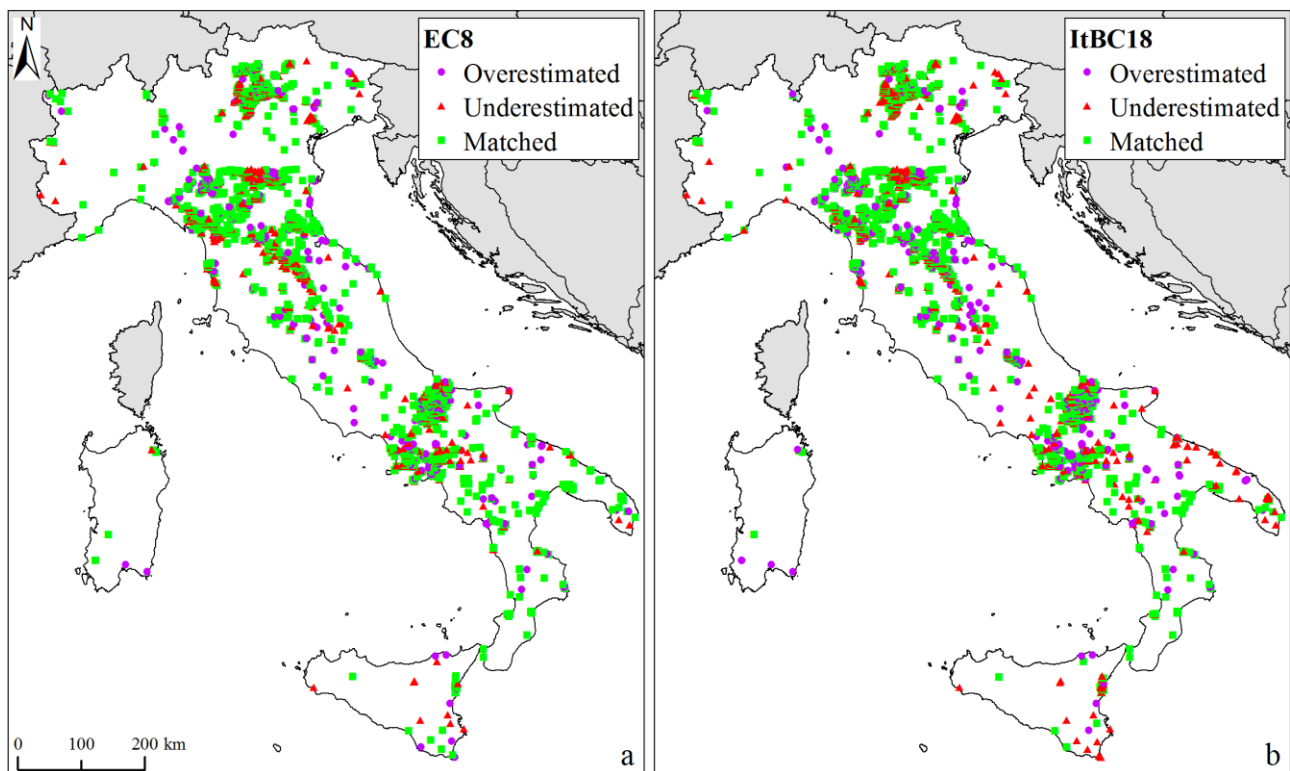 N
EC8
Overestimated
Underestimated
Matched
0 100 200 km
a
ItBC18
Overestimated
Underestimated
Matched
b